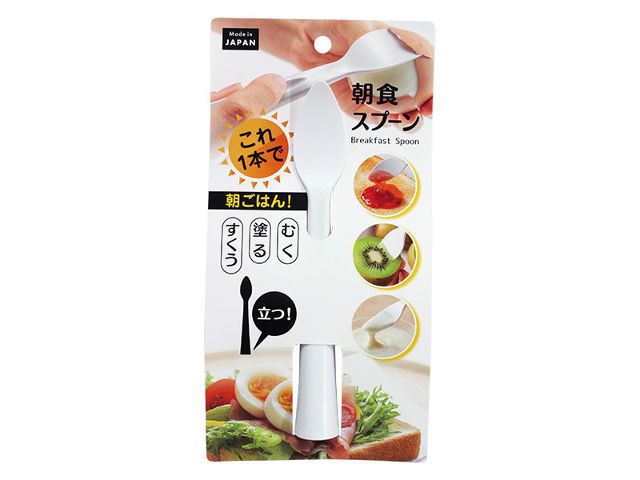 Made in
JAPAN
朝食
スプーン
Breakfast Spoon
これ
1本で
朝ごはん!
むく
塗る
すくう
立つ!